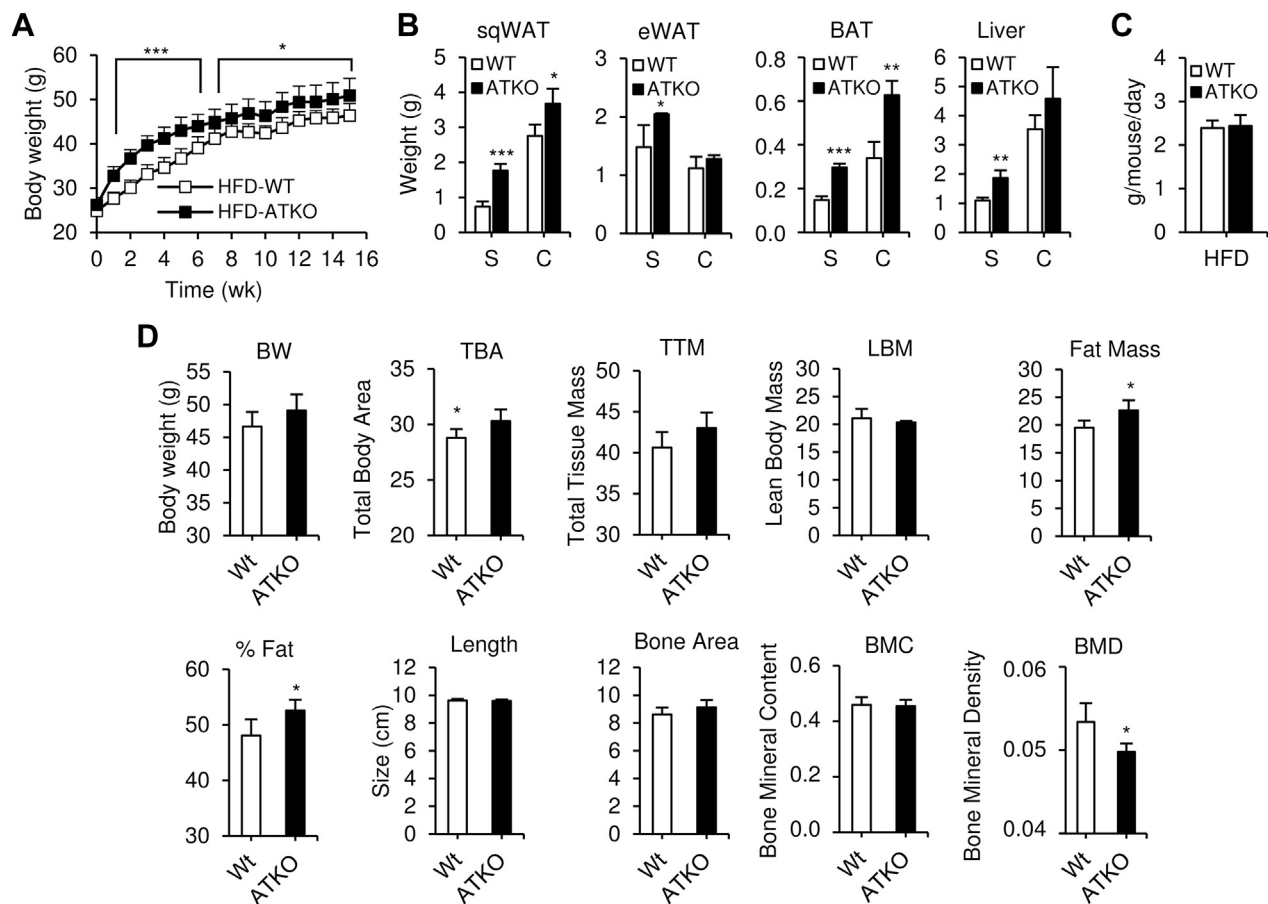 A
Body weight (g)
60
50
40
30
20
***
*
HFD-WT
HFD-ATKO
0 2 4 6 8 10 12 14 16
Time (wk)
B
Weight (g)
sqWAT
5
4
3
2
1
0
WT
ATKO
***
*
S C
eWAT
3
2
1
0
WT
ATKO
*
S C
BAT
0.8
0.6
0.4
0.2
0.0
WT
ATKO
***
**
S C
Liver
6
5
4
3
2
1
0
WT
ATKO
**
S C
C
g/mouse/day
4
3
2
1
0
WT
ATKO
HFD
D
BW
Body weight (g)
50
45
40
35
30
Wt
ATKO
TBA
Total Body Area
35
30
25
20
*
Wt
ATKO
TTM
Total Tissue Mass
50
45
40
35
30
Wt
ATKO
LBM
Lean Body Mass
30
25
20
15
10
5
0
Wt
ATKO
Fat Mass
30
25
20
15
10
5
0
*
Wt
ATKO
% Fat
60
50
40
30
*
Wt
ATKO
Length
Size (cm)
12
10
8
6
4
2
0
Wt
ATKO
Bone Area
12
10
8
6
4
2
0
Wt
ATKO
BMC
Bone Mineral Content
0.6
0.4
0.2
0.0
Wt
ATKO
BMD
Bone Mineral Density
0.06
0.05
0.04
*
Wt
ATKO